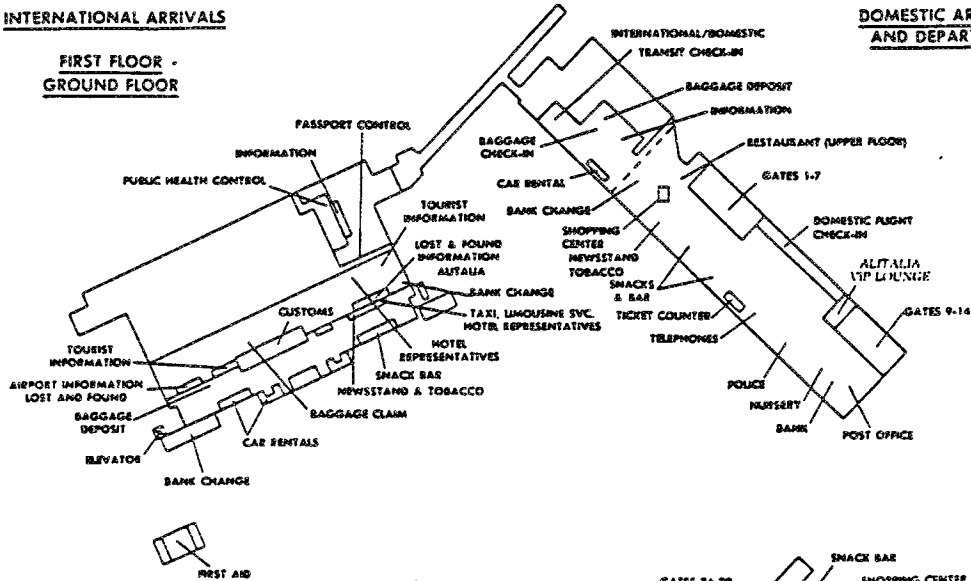 INTERNATIONAL ARRIVALS
FIRST FLOOR -
GROUND FLOOR
DOMESTIC AR
AND DEPAR
INTERNATIONAL/DOMESTIC
TRANSIT CHECK-IN
BAGGAGE DEPOSIT
INFORMATION
RESTAURANT (UPPER FLOOR)
GATES 1-7
DOMESTIC FLIGHT
CHECK-IN
ALITALIA
VIP LOUNGE
GATES 9-14
BAGGAGE
CHECK-IN
CAR RENTAL
BANK CHANGE
SHOPPING
CENTER
NEWSSTAND
TOBACCO
SNACKS
& BAR
TICKET COUNTER
TELEPHONES
POLICE
NURSERY
BANK
POST OFFICE
PASSPORT CONTROL
INFORMATION
PUBLIC HEALTH CONTROL
TOURIST
INFORMATION
LOST & FOUND
INFORMATION
ALITALIA
BANK CHANGE
TAXI, LIMOUSINE SVC.
HOTEL REPRESENTATIVES
CUSTOMS
HOTEL
REPRESENTATIVES
SNACK BAR
NEWSSTAND & TOBACCO
BAGGAGE CLAIM
CAR RENTALS
TOURIST
INFORMATION
AIRPORT INFORMATION
LOST AND FOUND
BAGGAGE
DEPOSIT
ELEVATOR
BANK CHANGE
FIRST AID
SNACK BAR
SHOPPING CENTER
GATES